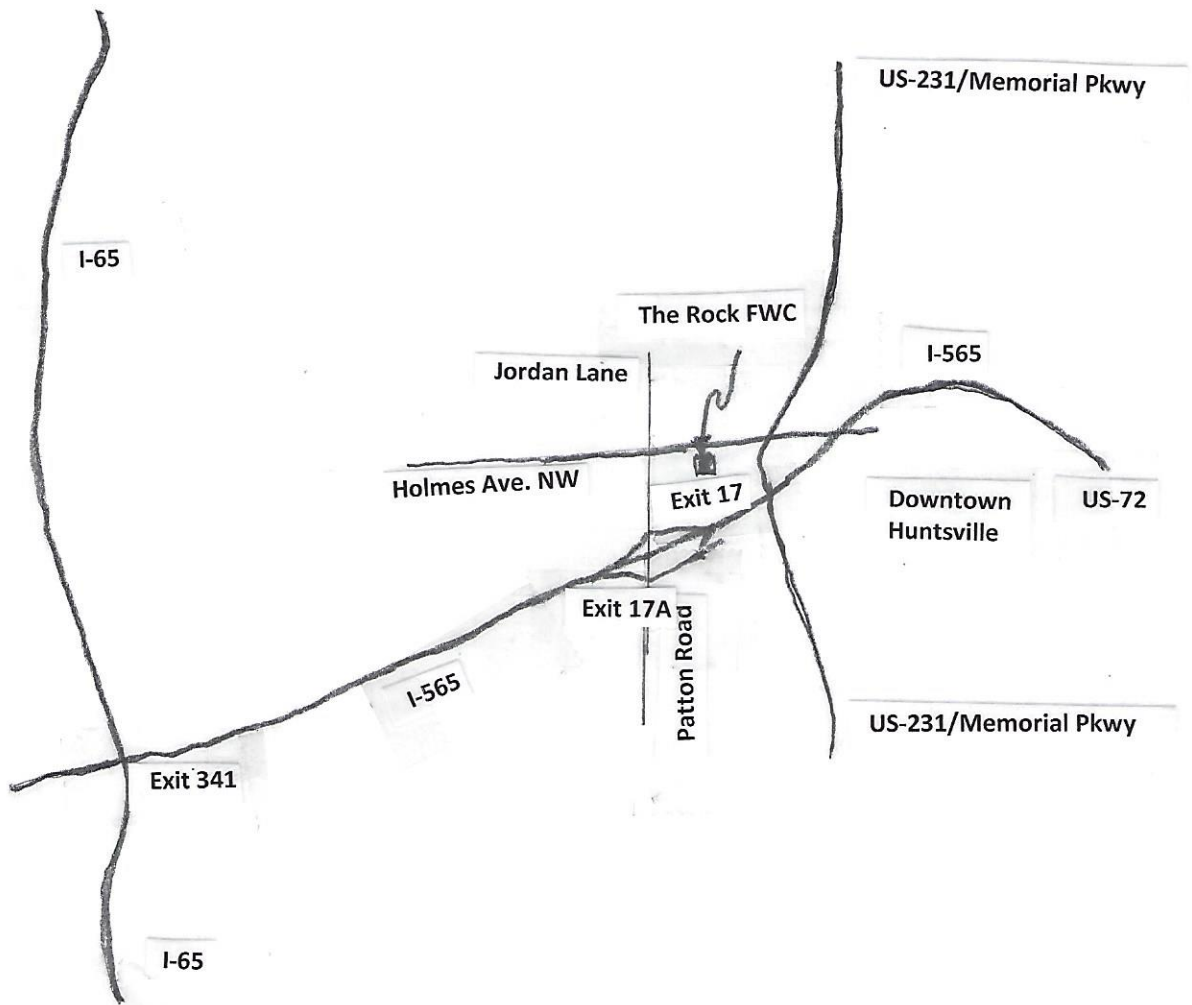 US-231/Memorial Pkwy
I-65
The Rock FWC
I-565
Jordan Lane
Holmes Ave. NW
Exit 17
Downtown
Huntsville
US-72
Exit 17A
Patton Road
I-565
US-231/Memorial Pkwy
Exit 341
I-65